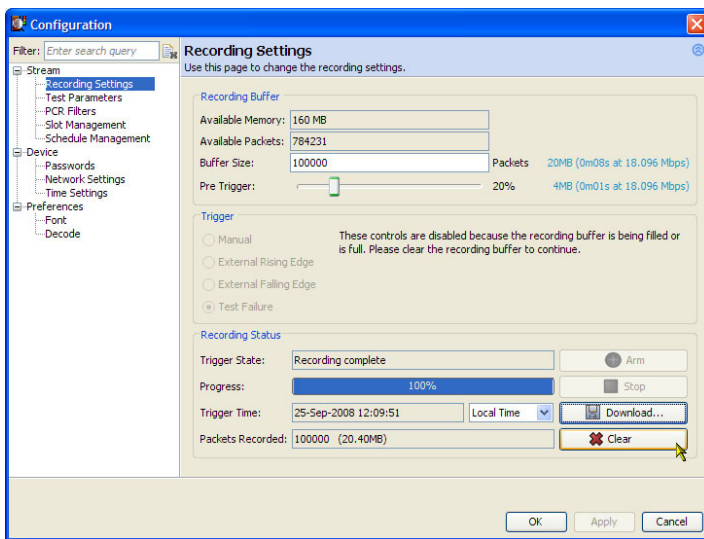 Configuration
Filter: Enter search query
Stream
Recording Settings
Test Parameters
PCR Filters
Slot Management
Schedule Management
Device
Passwords
Network Settings
Time Settings
Preferences
Font
Decode
Recording Settings
Use this page to change the recording settings.
Recording Buffer
Available Memory: 160 MB
Available Packets: 784231
Buffer Size: 100000 Packets 20MB (0m08s at 18.096 Mbps)
Pre Trigger: 20% 4MB (0m01s at 18.096 Mbps)
Trigger
Manual
External Rising Edge
External Falling Edge
Test Failure
These controls are disabled because the recording buffer is being filled or
is full. Please clear the recording buffer to continue.
Recording Status
Trigger State: Recording complete Arm
Progress: 100% Stop
Trigger Time: 25-Sep-2008 12:09:51 Local Time Download...
Packets Recorded: 100000 (20.40MB) Clear
OK Apply Cancel